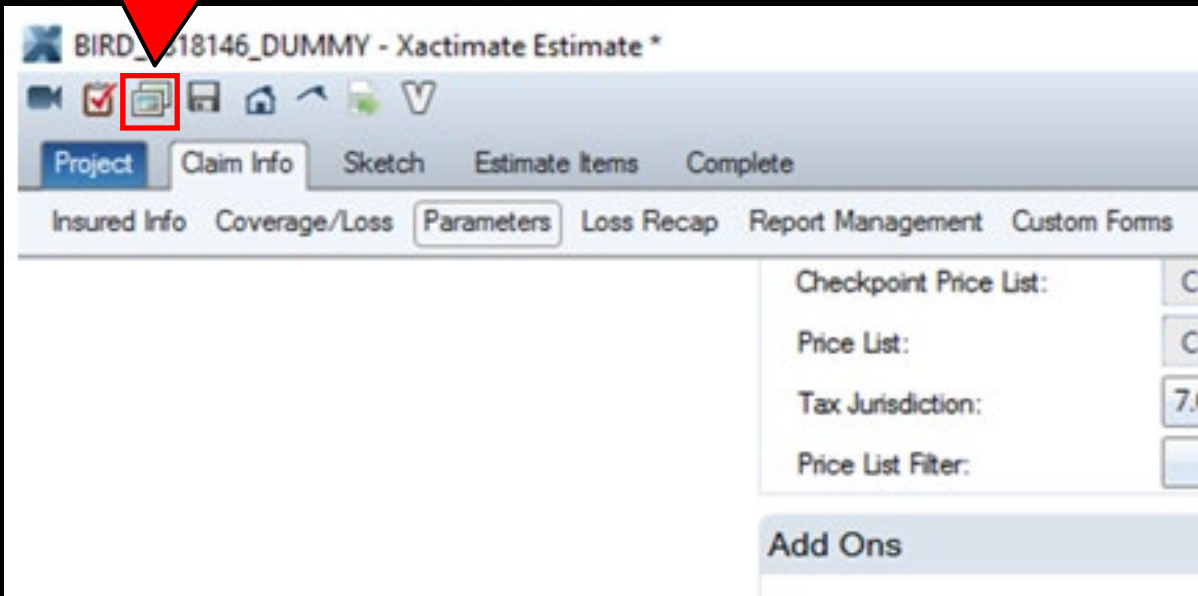 BIRD_ 18146_DUMMY - Xactimate Estimate *
Project Claim Info Sketch Estimate Items Complete
Insured Info Coverage/Loss Parameters Loss Recap Report Management Custom Forms
Checkpoint Price List: C
Price List: C
Tax Jurisdiction: 7.
Price List Filter:
Add Ons